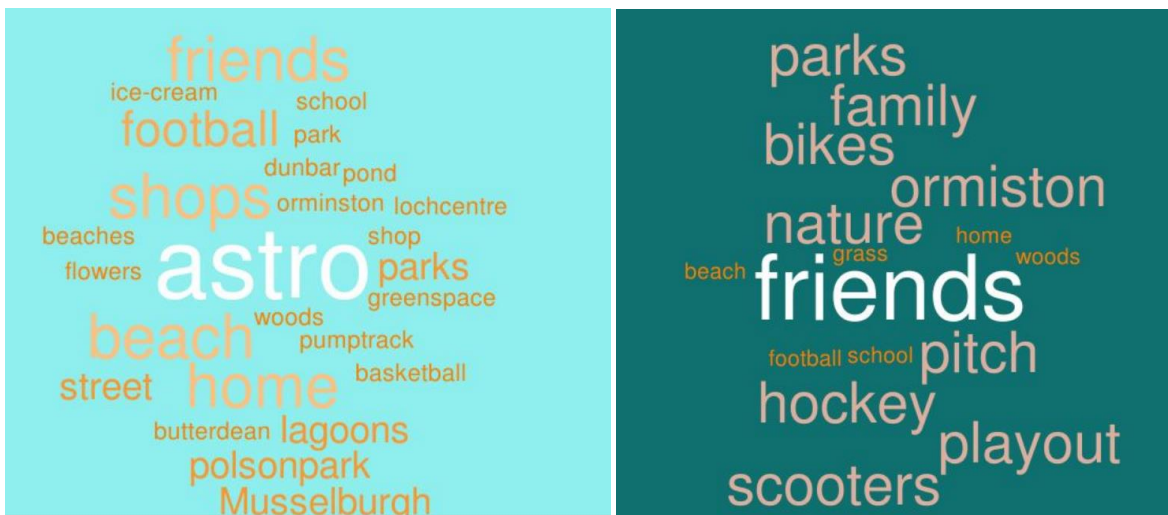 friends
ice-cream
school
football
park
dunbar
pond
shops
orminston
lochcentre
beaches
astro
shop
flowers
parks
greenspace
woods
beach
pumptrack
street
home
basketball
butterdean
lagoons
polsonpark
Musselburgh
parks
family
bikes
ormiston
nature
home
grass
woods
beach
friends
football
school
pitch
hockey
playout
scooters